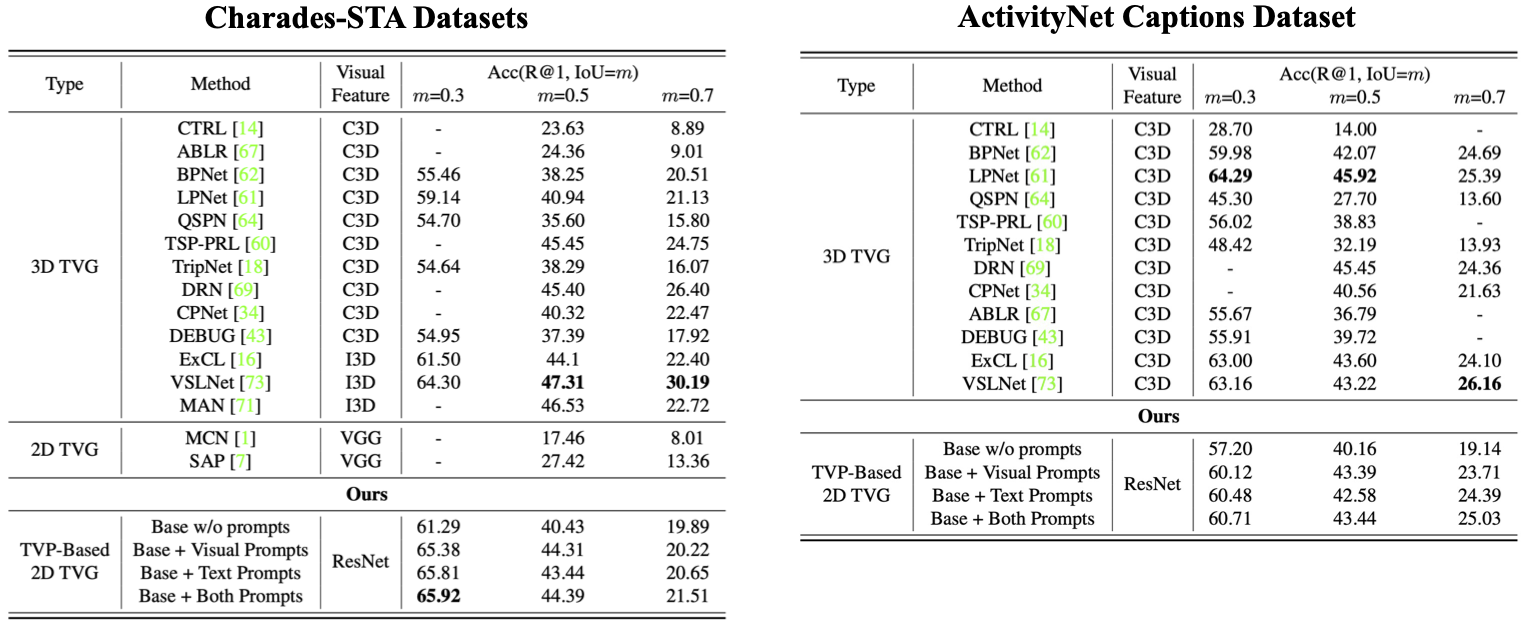 Charades-STA Datasets
Type Method Visual Feature Acc(R@1, IoU=m)
m=0.3 m=0.5 m=0.7
3D TVG
CTRL [14] C3D - 23.63 8.89
ABLR [67] C3D - 24.36 9.01
BPNet [62] C3D 55.46 38.25 20.51
LPNet [61] C3D 59.14 40.94 21.13
QSPN [64] C3D 54.70 35.60 15.80
TSP-PRL [60] C3D - 45.45 24.75
TripNet [18] C3D 54.64 38.29 16.07
DRN [69] C3D - 45.40 26.40
CPNet [34] C3D - 40.32 22.47
DEBUG [43] C3D 54.95 37.39 17.92
ExCL [16] I3D 61.50 44.1 22.40
VSLNet [73] I3D 64.30 47.31 30.19
MAN [71] I3D - 46.53 22.72
2D TVG
MCN [1] VGG - 17.46 8.01
SAP [7] VGG - 27.42 13.36
Ours
TVP-Based 2D TVG
ResNet
Base w/o prompts 61.29 40.43 19.89
Base + Visual Prompts 65.38 44.31 20.22
Base + Text Prompts 65.81 43.44 20.65
Base + Both Prompts 65.92 44.39 21.51
ActivityNet Captions Dataset
Type Method Visual Feature Acc(R@1, IoU=m)
m=0.3 m=0.5 m=0.7
3D TVG
CTRL [14] C3D 28.70 14.00 -
BPNet [62] C3D 59.98 42.07 24.69
LPNet [61] C3D 64.29 45.92 25.39
QSPN [64] C3D 45.30 27.70 13.60
TSP-PRL [60] C3D 56.02 38.83 -
TripNet [18] C3D 48.42 32.19 13.93
DRN [69] C3D - 45.45 24.36
CPNet [34] C3D - 40.56 21.63
ABLR [67] C3D 55.67 36.79 -
DEBUG [43] C3D 55.91 39.72 -
ExCL [16] C3D 63.00 43.60 24.10
VSLNet [73] C3D 63.16 43.22 26.16
Ours
TVP-Based 2D TVG
ResNet
Base w/o prompts 57.20 40.16 19.14
Base + Visual Prompts 60.12 43.39 23.71
Base + Text Prompts 60.48 42.58 24.39
Base + Both Prompts 60.71 43.44 25.03